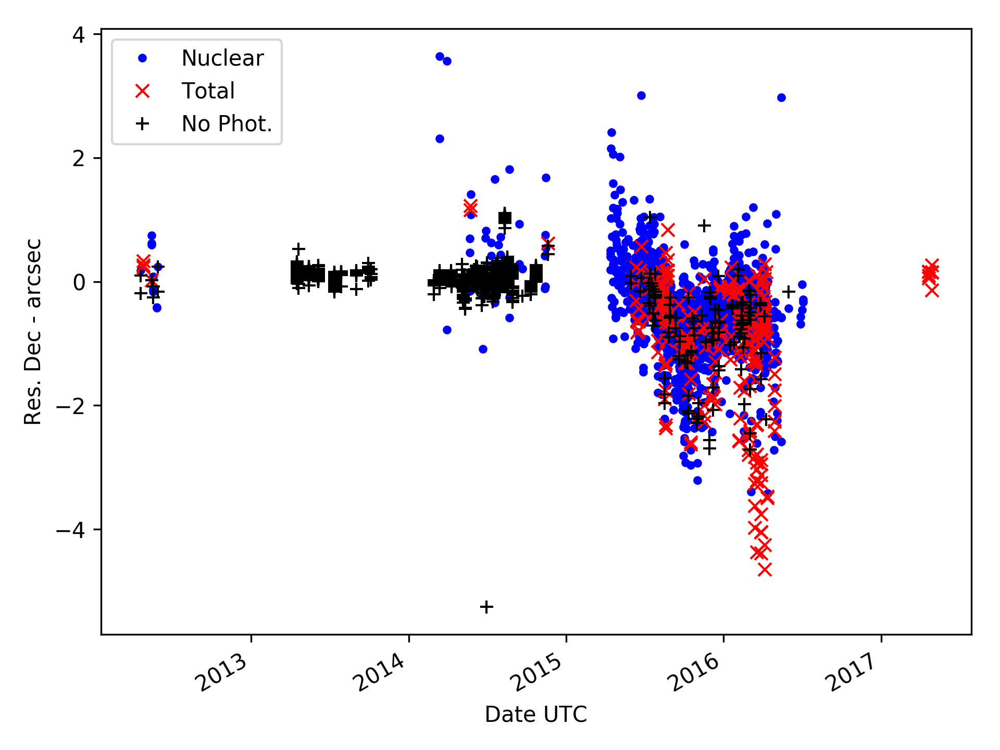 4
2
0
−2
−4
Res. Dec - arcsec
Nuclear
Total
No Phot.
2013
2014
2015
2016
2017
Date UTC